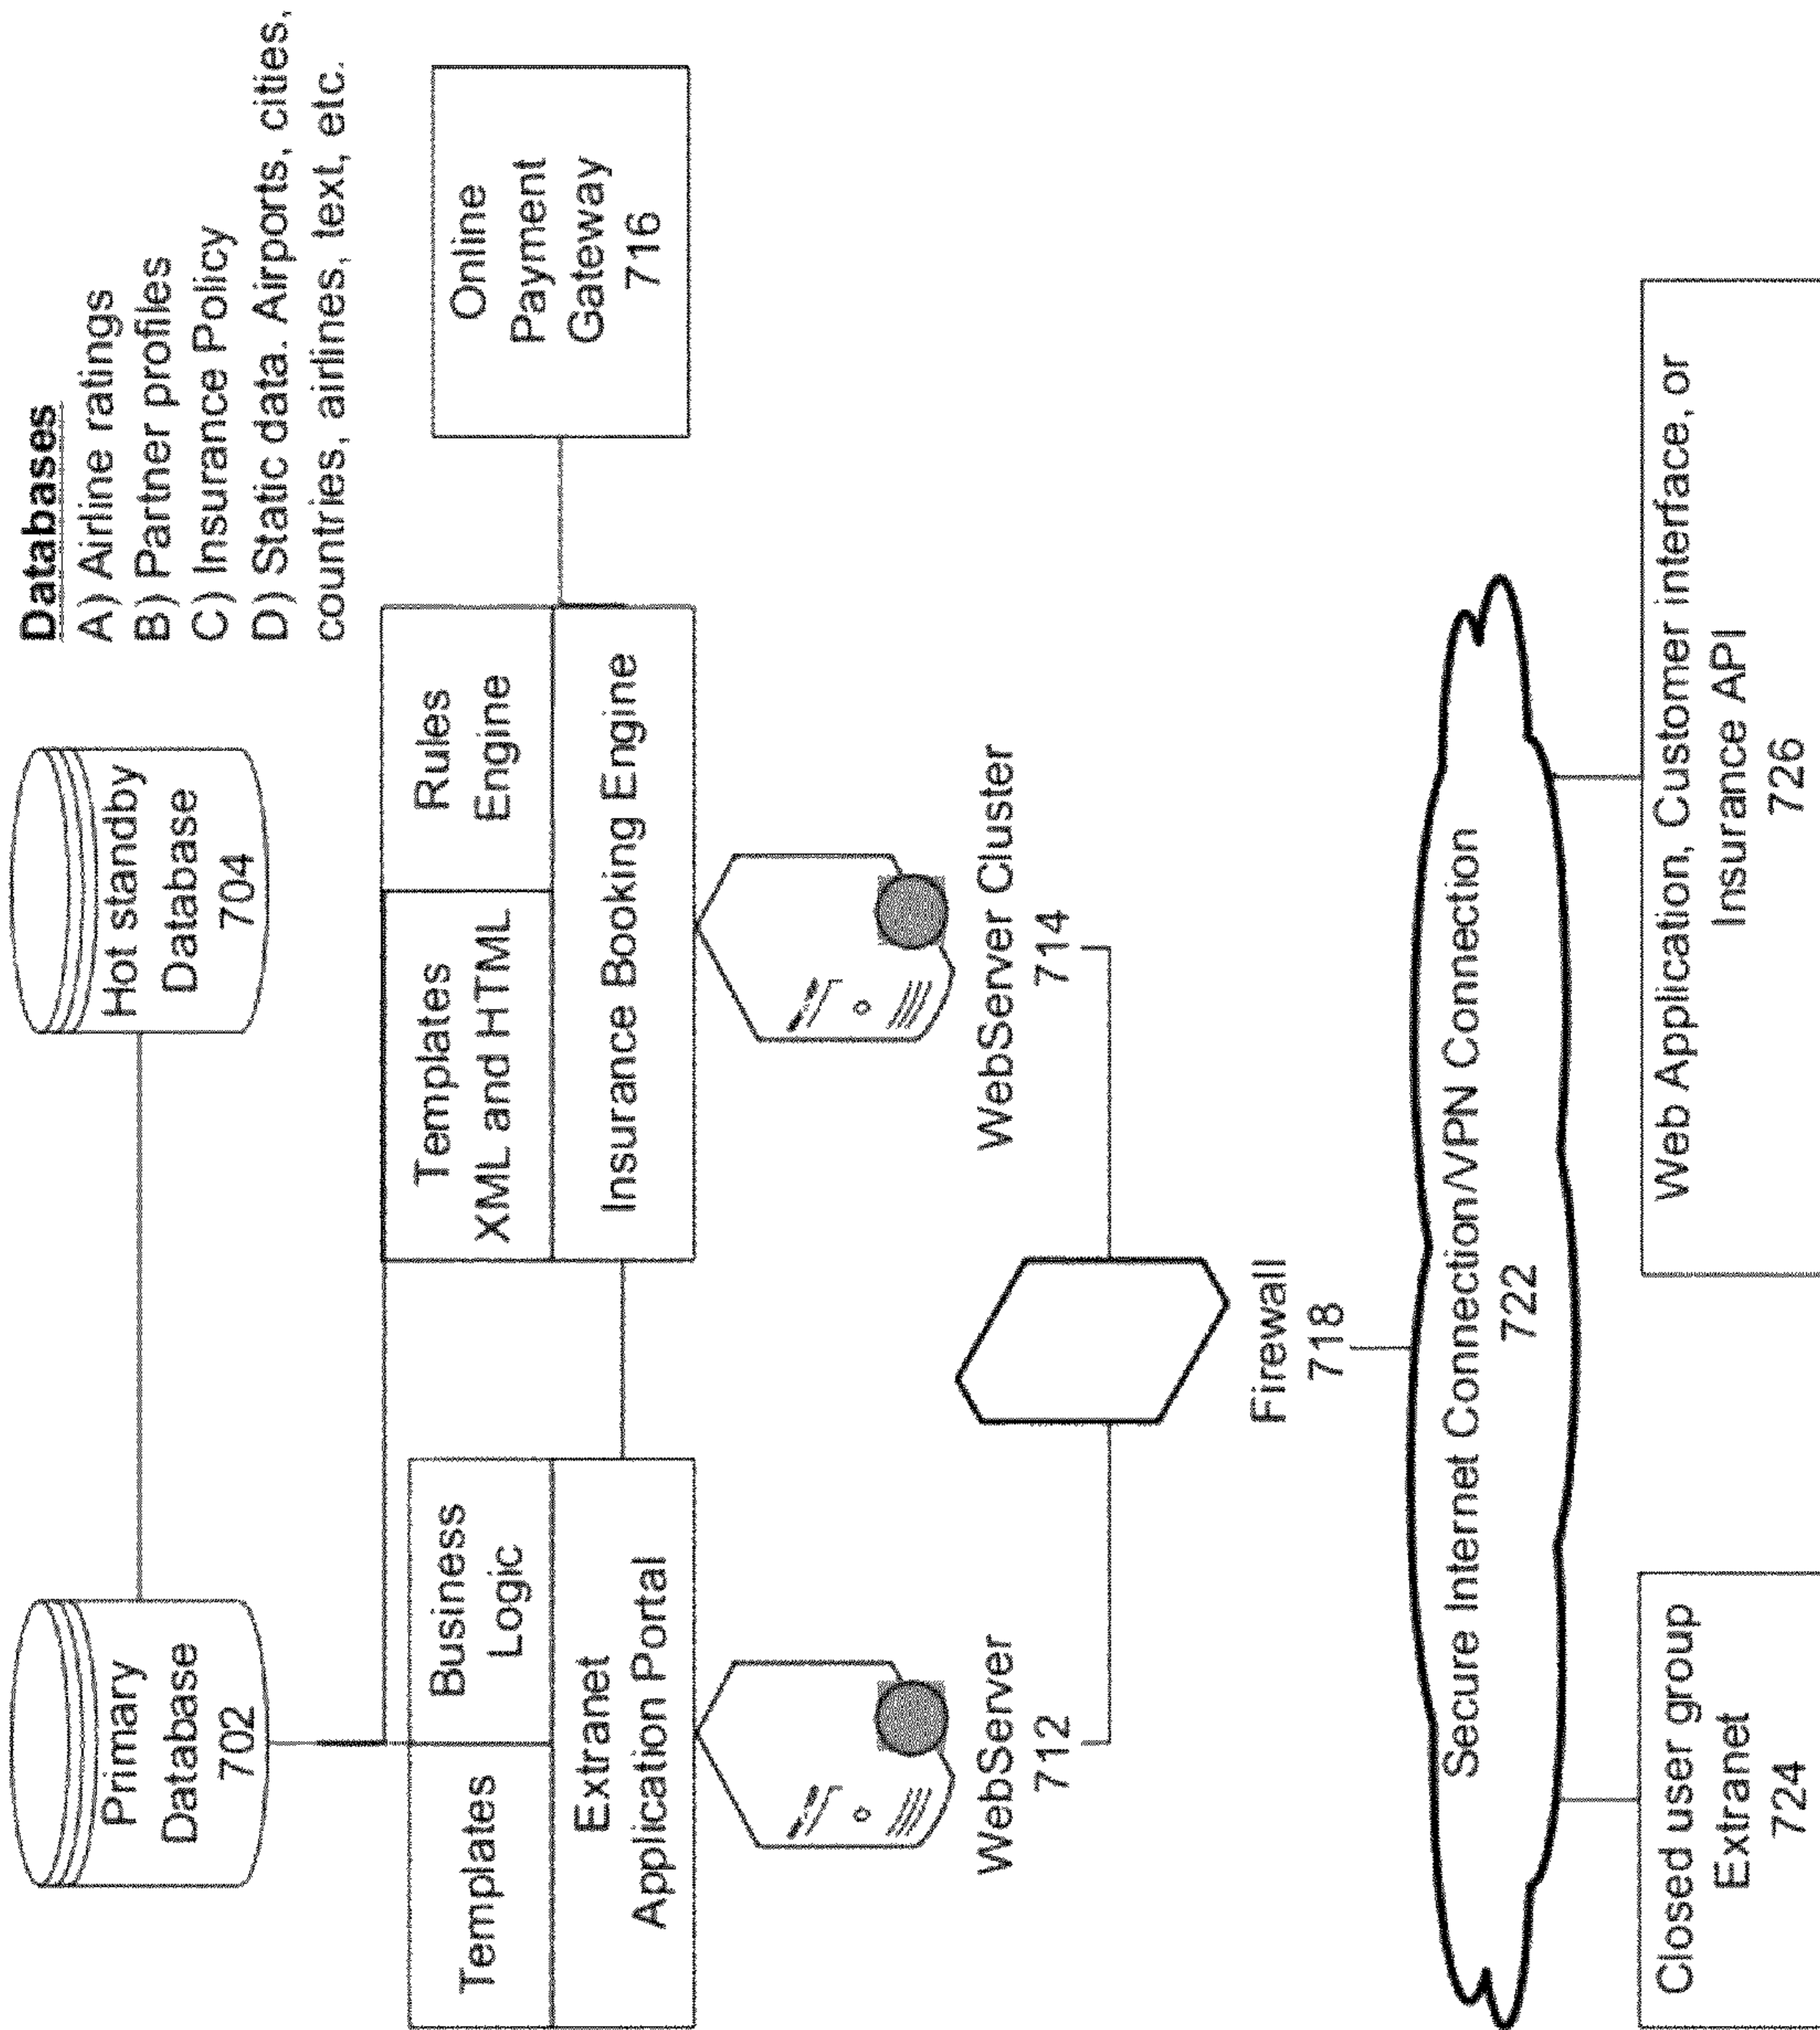 Primary
Database
702
Hot standby
Database
704
Databases
A) Airline ratings
B) Partner profiles
C) Insurance Policy
D) Static data. Airports, cities,
countries, airlines, text, etc.
Templates
Business
Logic
Extranet
Application Portal
Templates
XML and HTML
Rules
Engine
Insurance Booking Engine
Online
Payment
Gateway
716
WebServer
712
WebServer Cluster
714
Firewall
718
Secure Internet Connection/VPN Connection
722
Closed user group
Extranet
724
Web Application, Customer interface, or
Insurance API
726